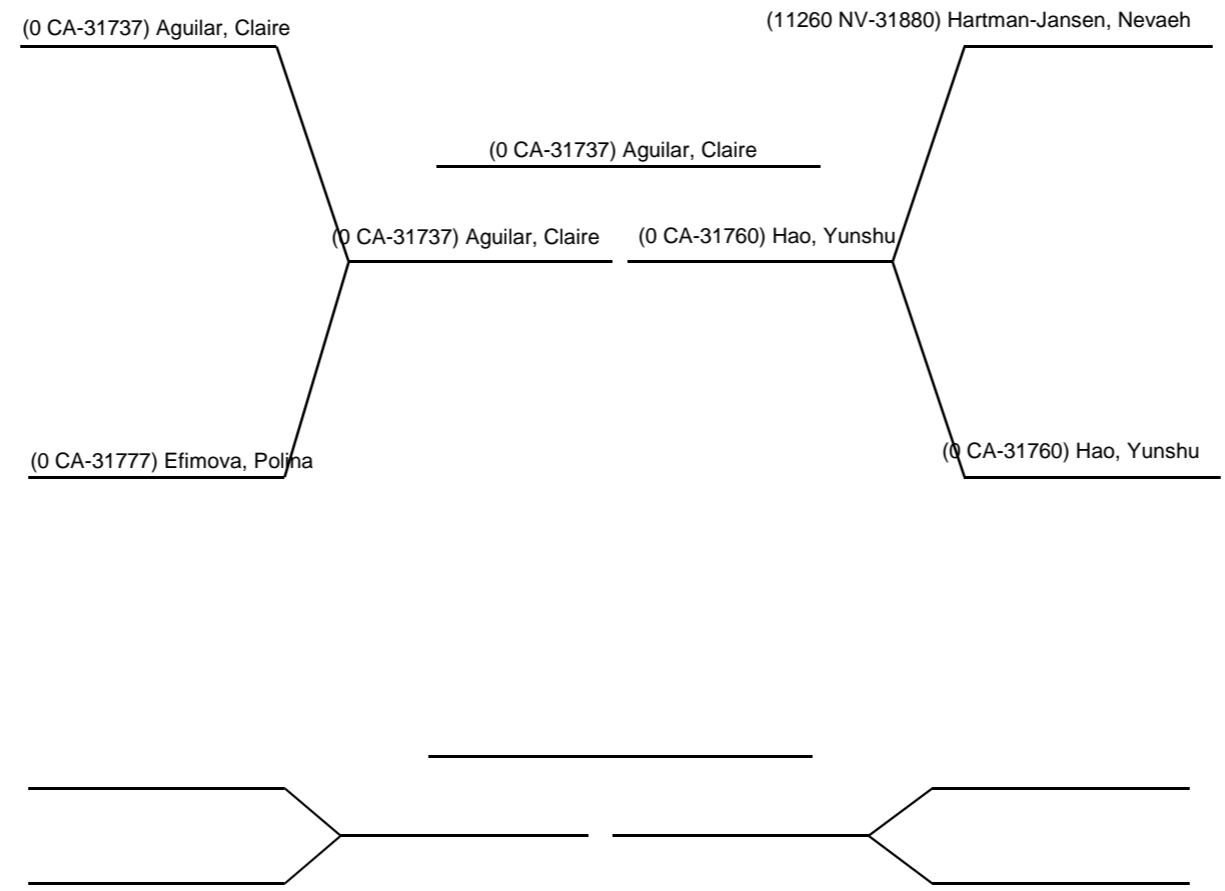 (0 CA-31737) Aguilar, Claire
(11260 NV-31880) Hartman-Jansen, Nevaeh
(0 CA-31737) Aguilar, Claire
(0 CA-31737) Aguilar, Claire
(0 CA-31760) Hao, Yunshu
(0 CA-31777) Efimova, Polina
(0 CA-31760) Hao, Yunshu